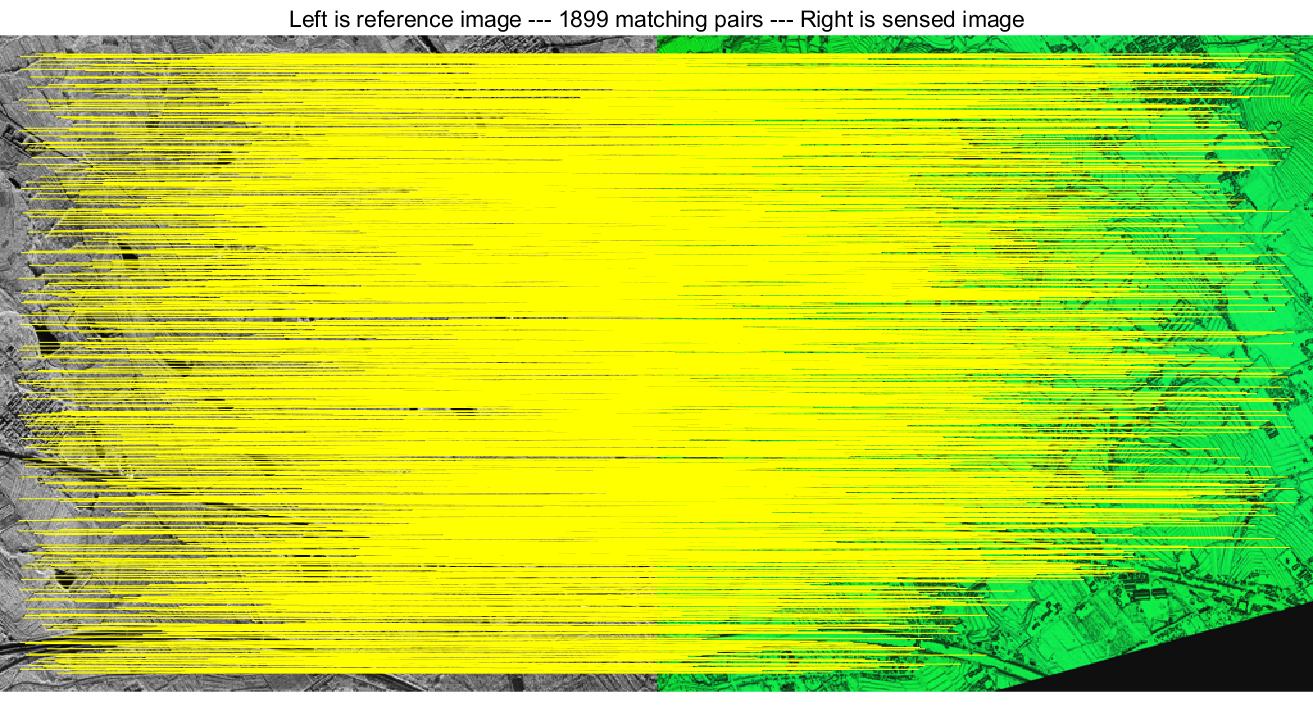 Left is reference image --- 1899 matching pairs --- Right is sensed image